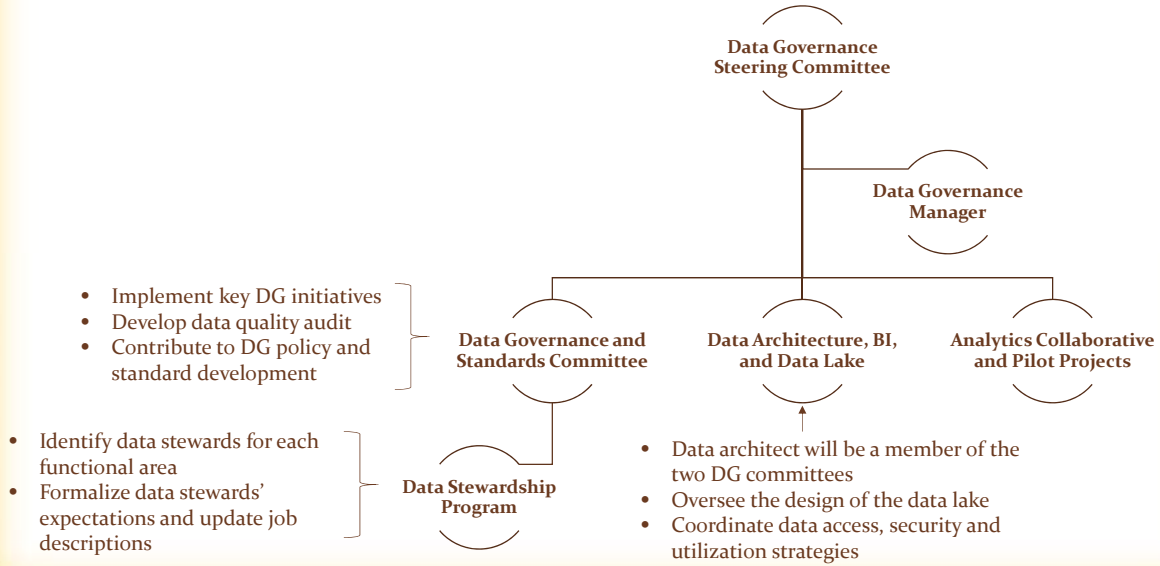 Data Governance
Steering Committee
Data Governance
Manager
• Implement key DG initiatives
• Develop data quality audit
• Contribute to DG policy and
standard development
Data Governance and
Standards Committee
Data Architecture, BI,
and Data Lake
Analytics Collaborative
and Pilot Projects
• Identify data stewards for each
functional area
• Formalize data stewards’
expectations and update job
descriptions
Data Stewardship
Program
• Data architect will be a member of the
two DG committees
• Oversee the design of the data lake
• Coordinate data access, security and
utilization strategies